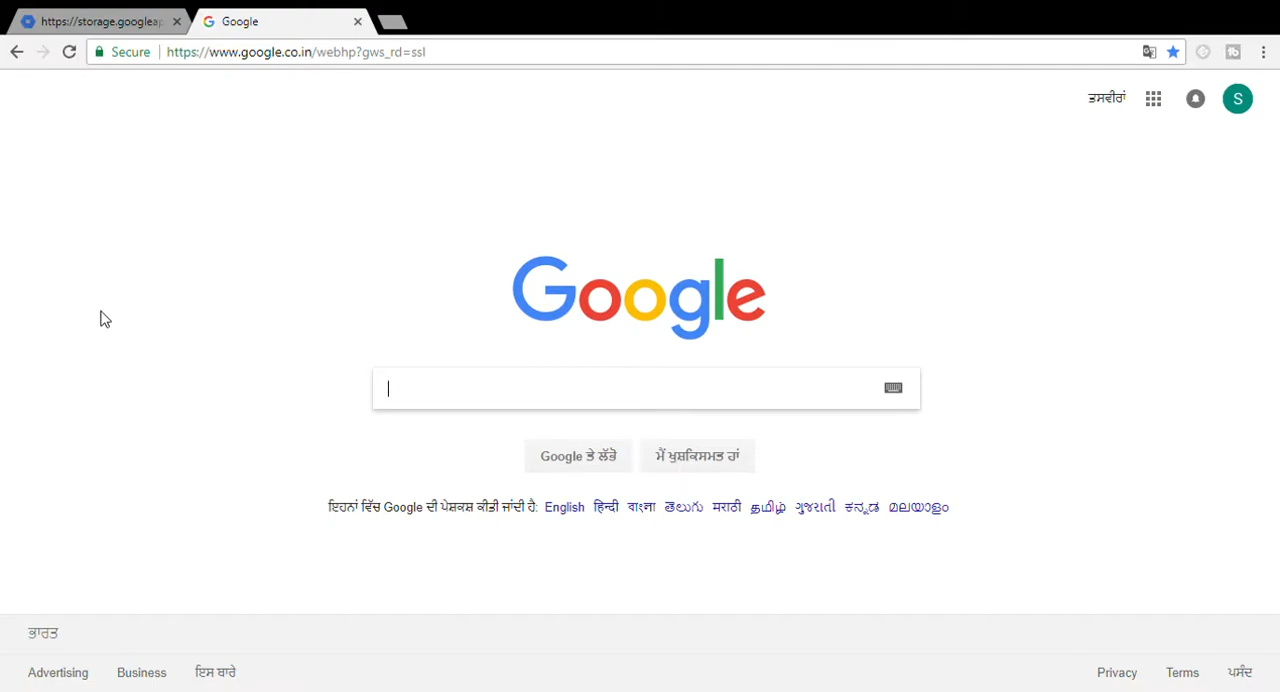 https://storage.googleap
Google
Secure
https://www.google.co.in/webhp?gws_rd=ssl
ਤਸਵੀਰਾਂ
S
Google
Google ਤੇ ਲੱਭੋ
ਮੈਂ ਖੁਸ਼ਕਿਸਮਤ ਹਾਂ
ਇਹਨਾਂ ਵਿੱਚ Google ਦੀ ਪੇਸ਼ਕਸ਼ ਕੀਤੀ ਜਾਂਦੀ ਹੈ: English हिन्दी বাংলা తెలుగు मराठी தமிழ் ગુજરાતી ಕನ್ನಡ മലയാളം
ਭਾਰਤ
Advertising Business ਇਸ ਬਾਰੇ
Privacy Terms ਪਸੰਦ